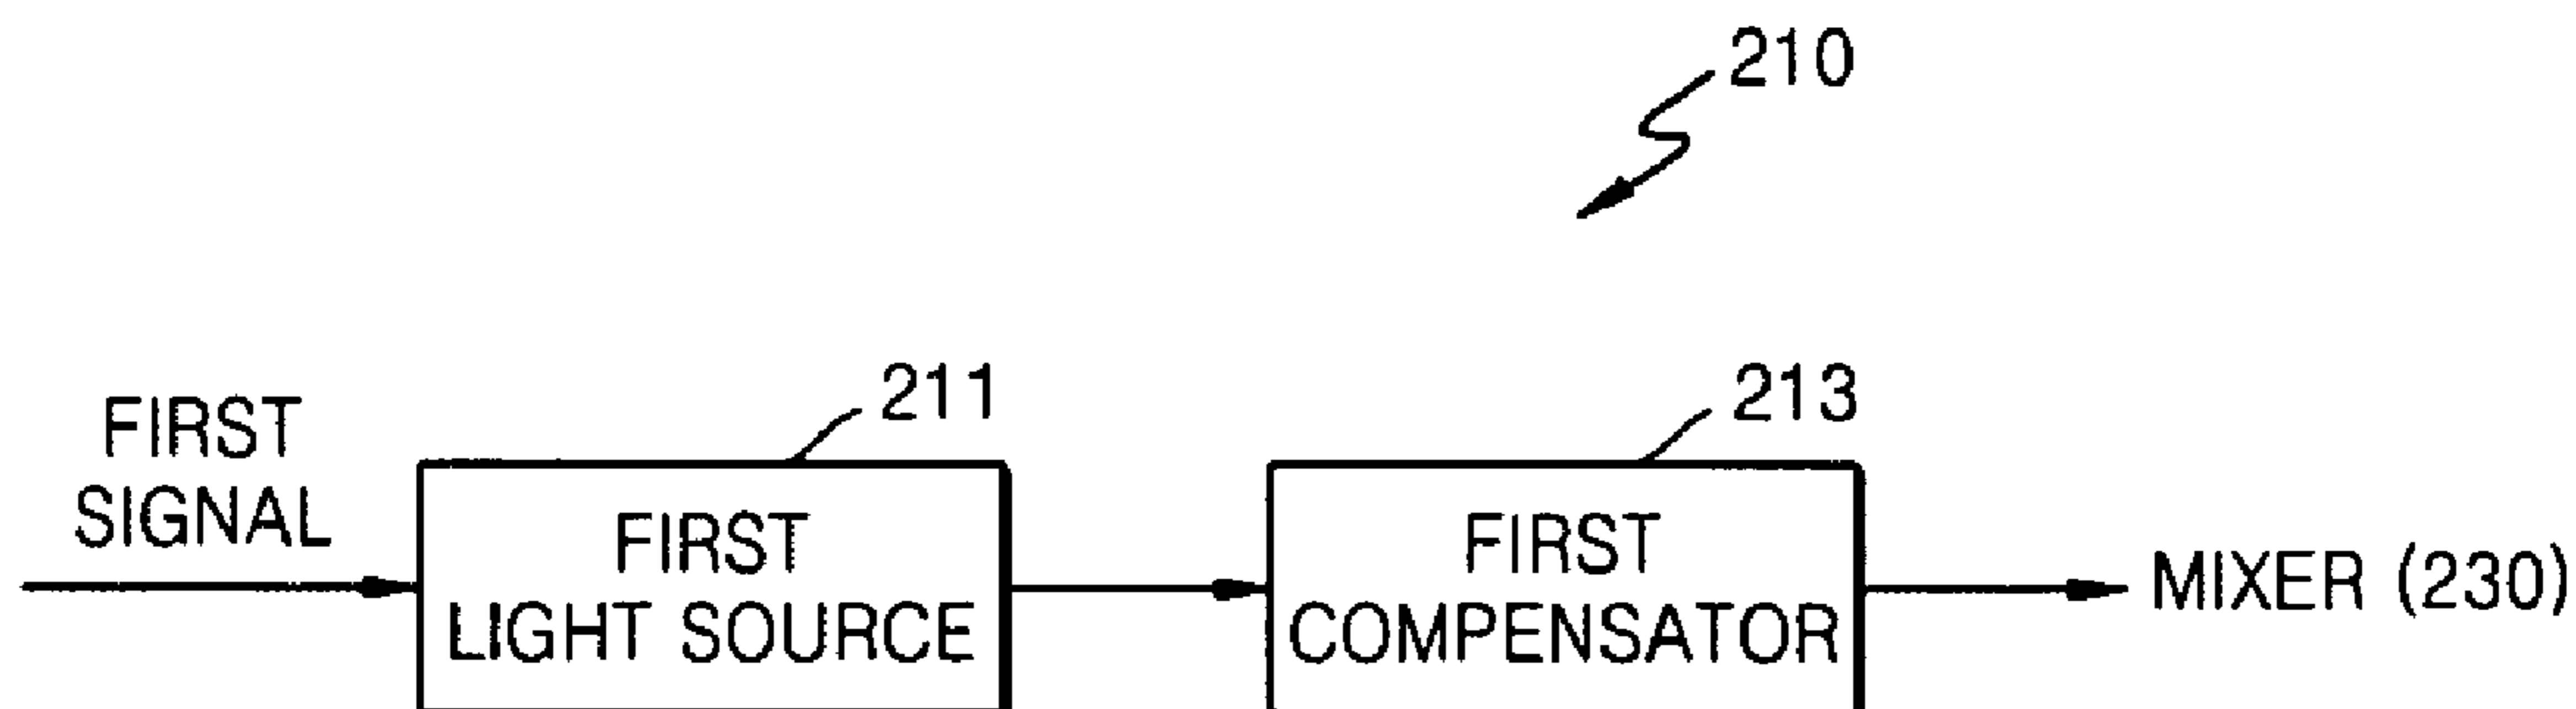 210
FIRST
SIGNAL
211
FIRST
LIGHT SOURCE
213
FIRST
COMPENSATOR
MIXER (230)